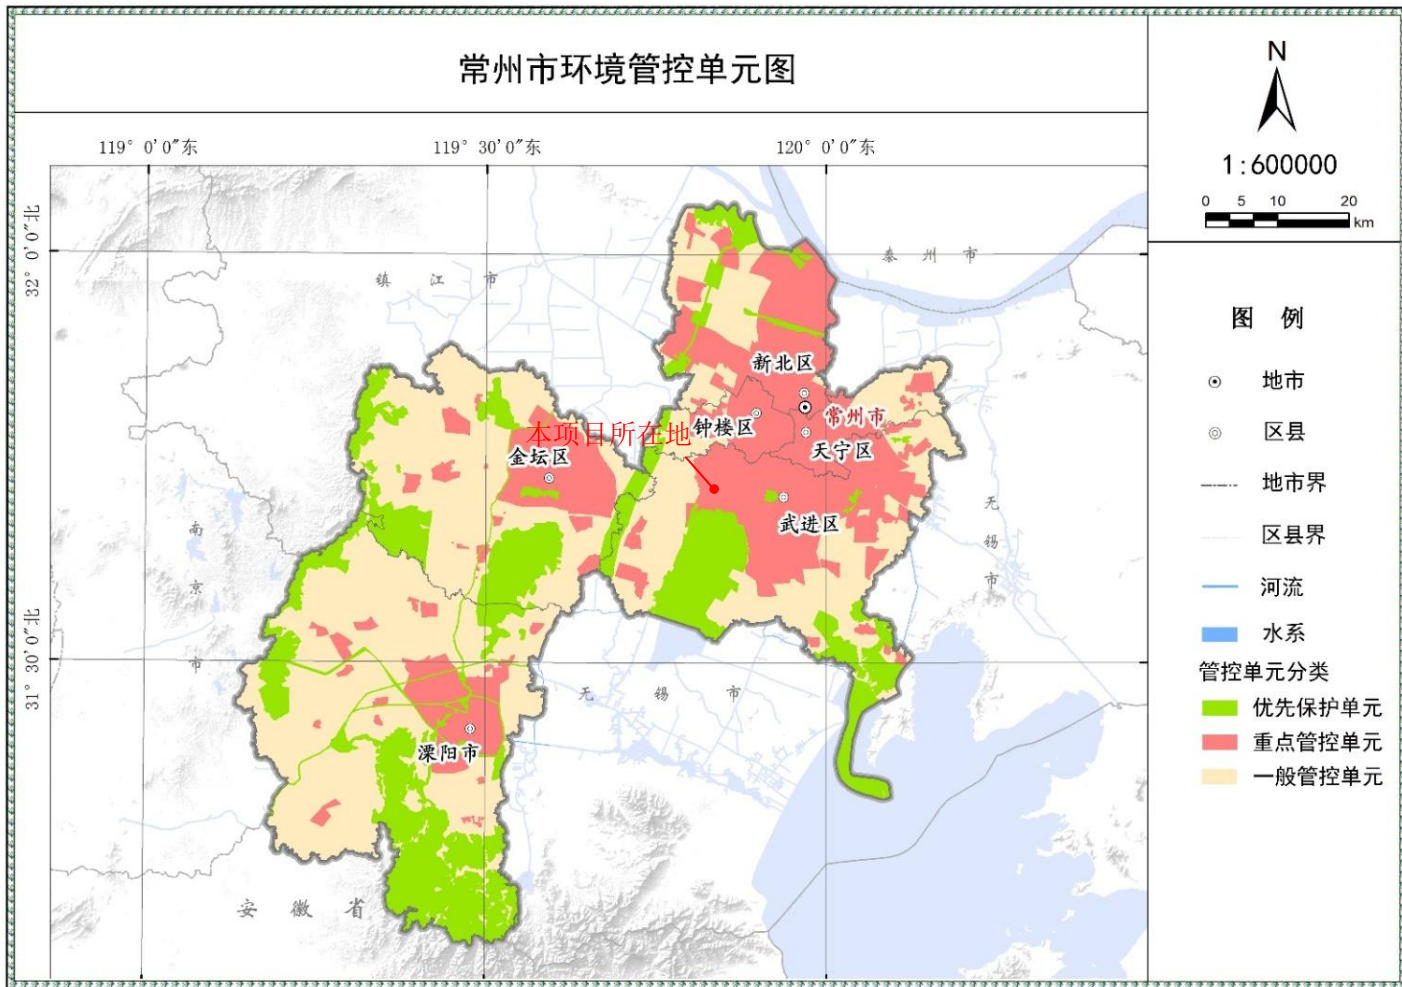 常州市环境管控单元图
N
1:600000
0 5 10 20
km
119° 0'0"东
119° 30'0"东
120° 0'0"东
32° 0'0"北
31° 30'0"北
泰州市
镇江市
新北区
常州市
钟楼区
天宁区
本项目所在地
金坛区
武进区
无锡市
南京市
无锡市
溧阳市
安徽省
图 例
地市
区县
地市界
区县界
河流
水系
管控单元分类
优先保护单元
重点管控单元
一般管控单元